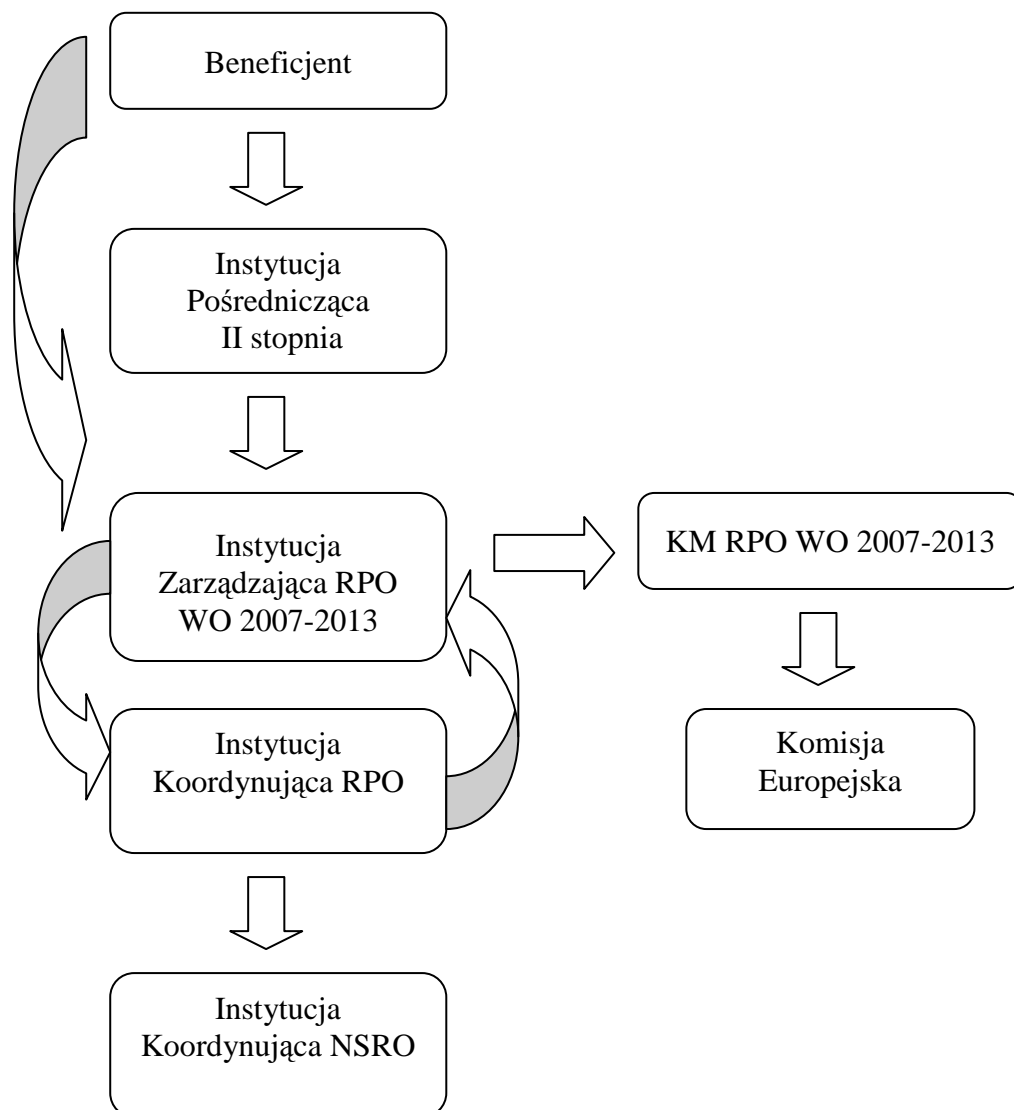 Beneficjent
Instytucja
Pośrednicząca
II stopnia
Instytucja
Zarządzająca RPO
WO 2007-2013
KM RPO WO 2007-2013
Instytucja
Koordynująca RPO
Komisja
Europejska
Instytucja
Koordynująca NSRO